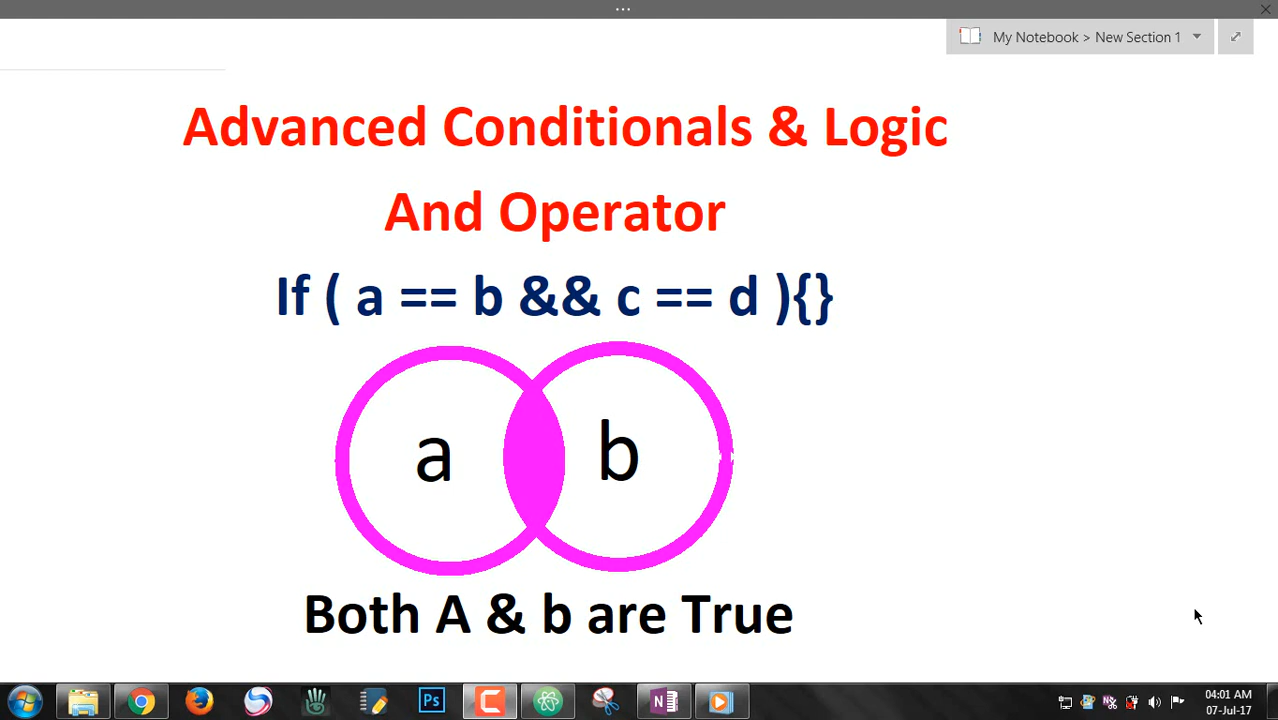 ...
My Notebook > New Section 1
Advanced Conditionals & Logic
And Operator
If ( a == b && c == d ){}
a b
Both A & b are True
Ps
N
04:01 AM
07-Jul-17